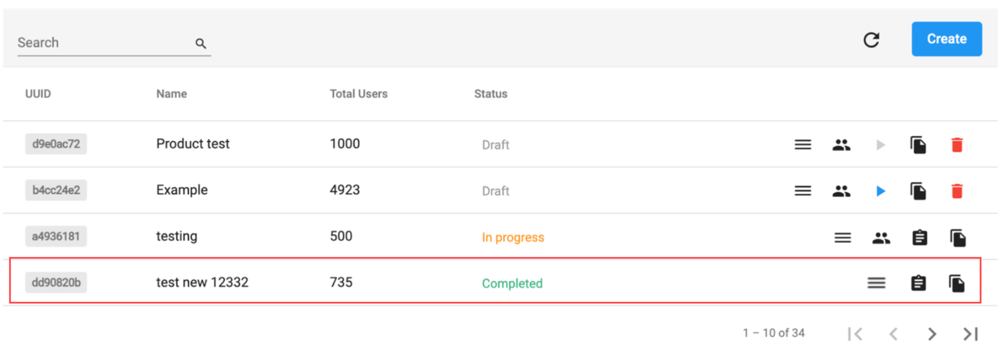 Search
Create
UUID Name Total Users Status
d9e0ac72 Product test 1000 Draft
b4cc24e2 Example 4923 Draft
a4936181 testing 500 In progress
dd90820b test new 12332 735 Completed
1 – 10 of 34